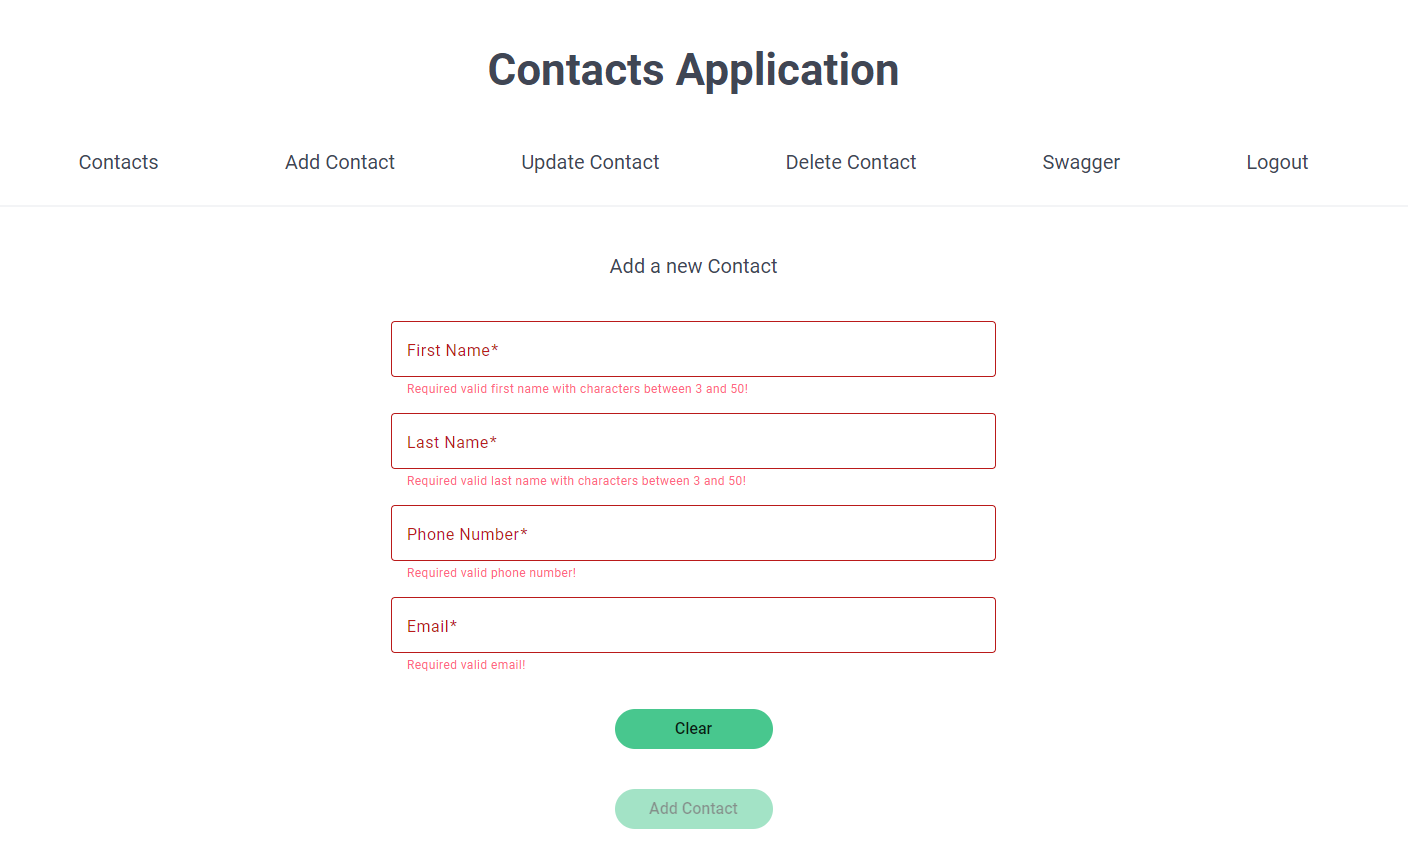 Contacts Application
Contacts Add Contact Update Contact Delete Contact Swagger Logout
Add a new Contact
First Name*
Required valid first name with characters between 3 and 50!
Last Name*
Required valid last name with characters between 3 and 50!
Phone Number*
Required valid phone number!
Email*
Required valid email!
Clear
Add Contact